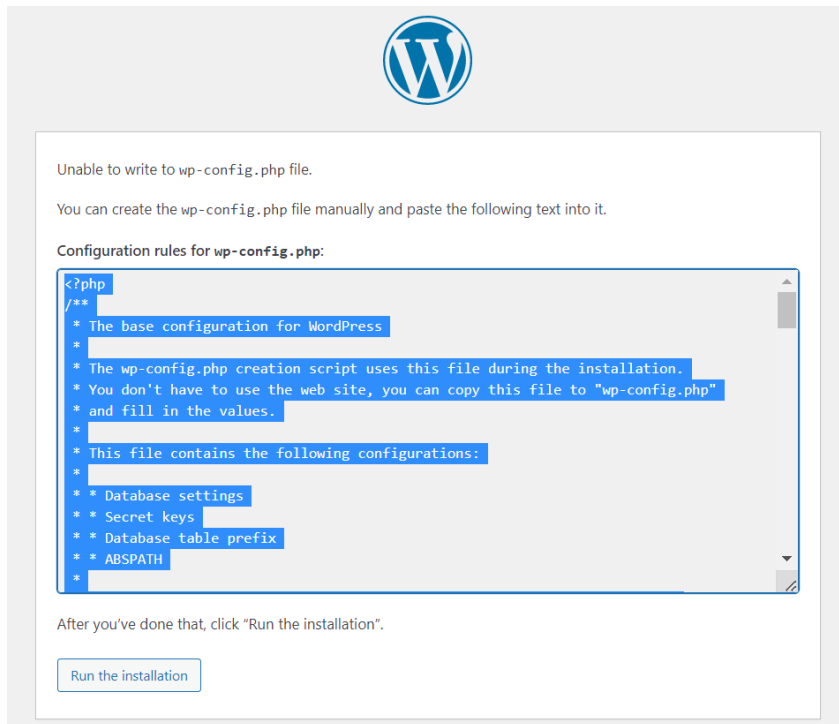 Unable to write to wp-config.php file.
You can create the wp-config.php file manually and paste the following text into it.
Configuration rules for wp-config.php:
<?php
/**
 * The base configuration for WordPress
 *
 * The wp-config.php creation script uses this file during the installation.
 * You don't have to use the web site, you can copy this file to "wp-config.php"
 * and fill in the values.
 *
 * This file contains the following configurations:
 *
 * * Database settings
 * * Secret keys
 * * Database table prefix
 * * ABSPATH
 *
After you’ve done that, click “Run the installation”.
Run the installation